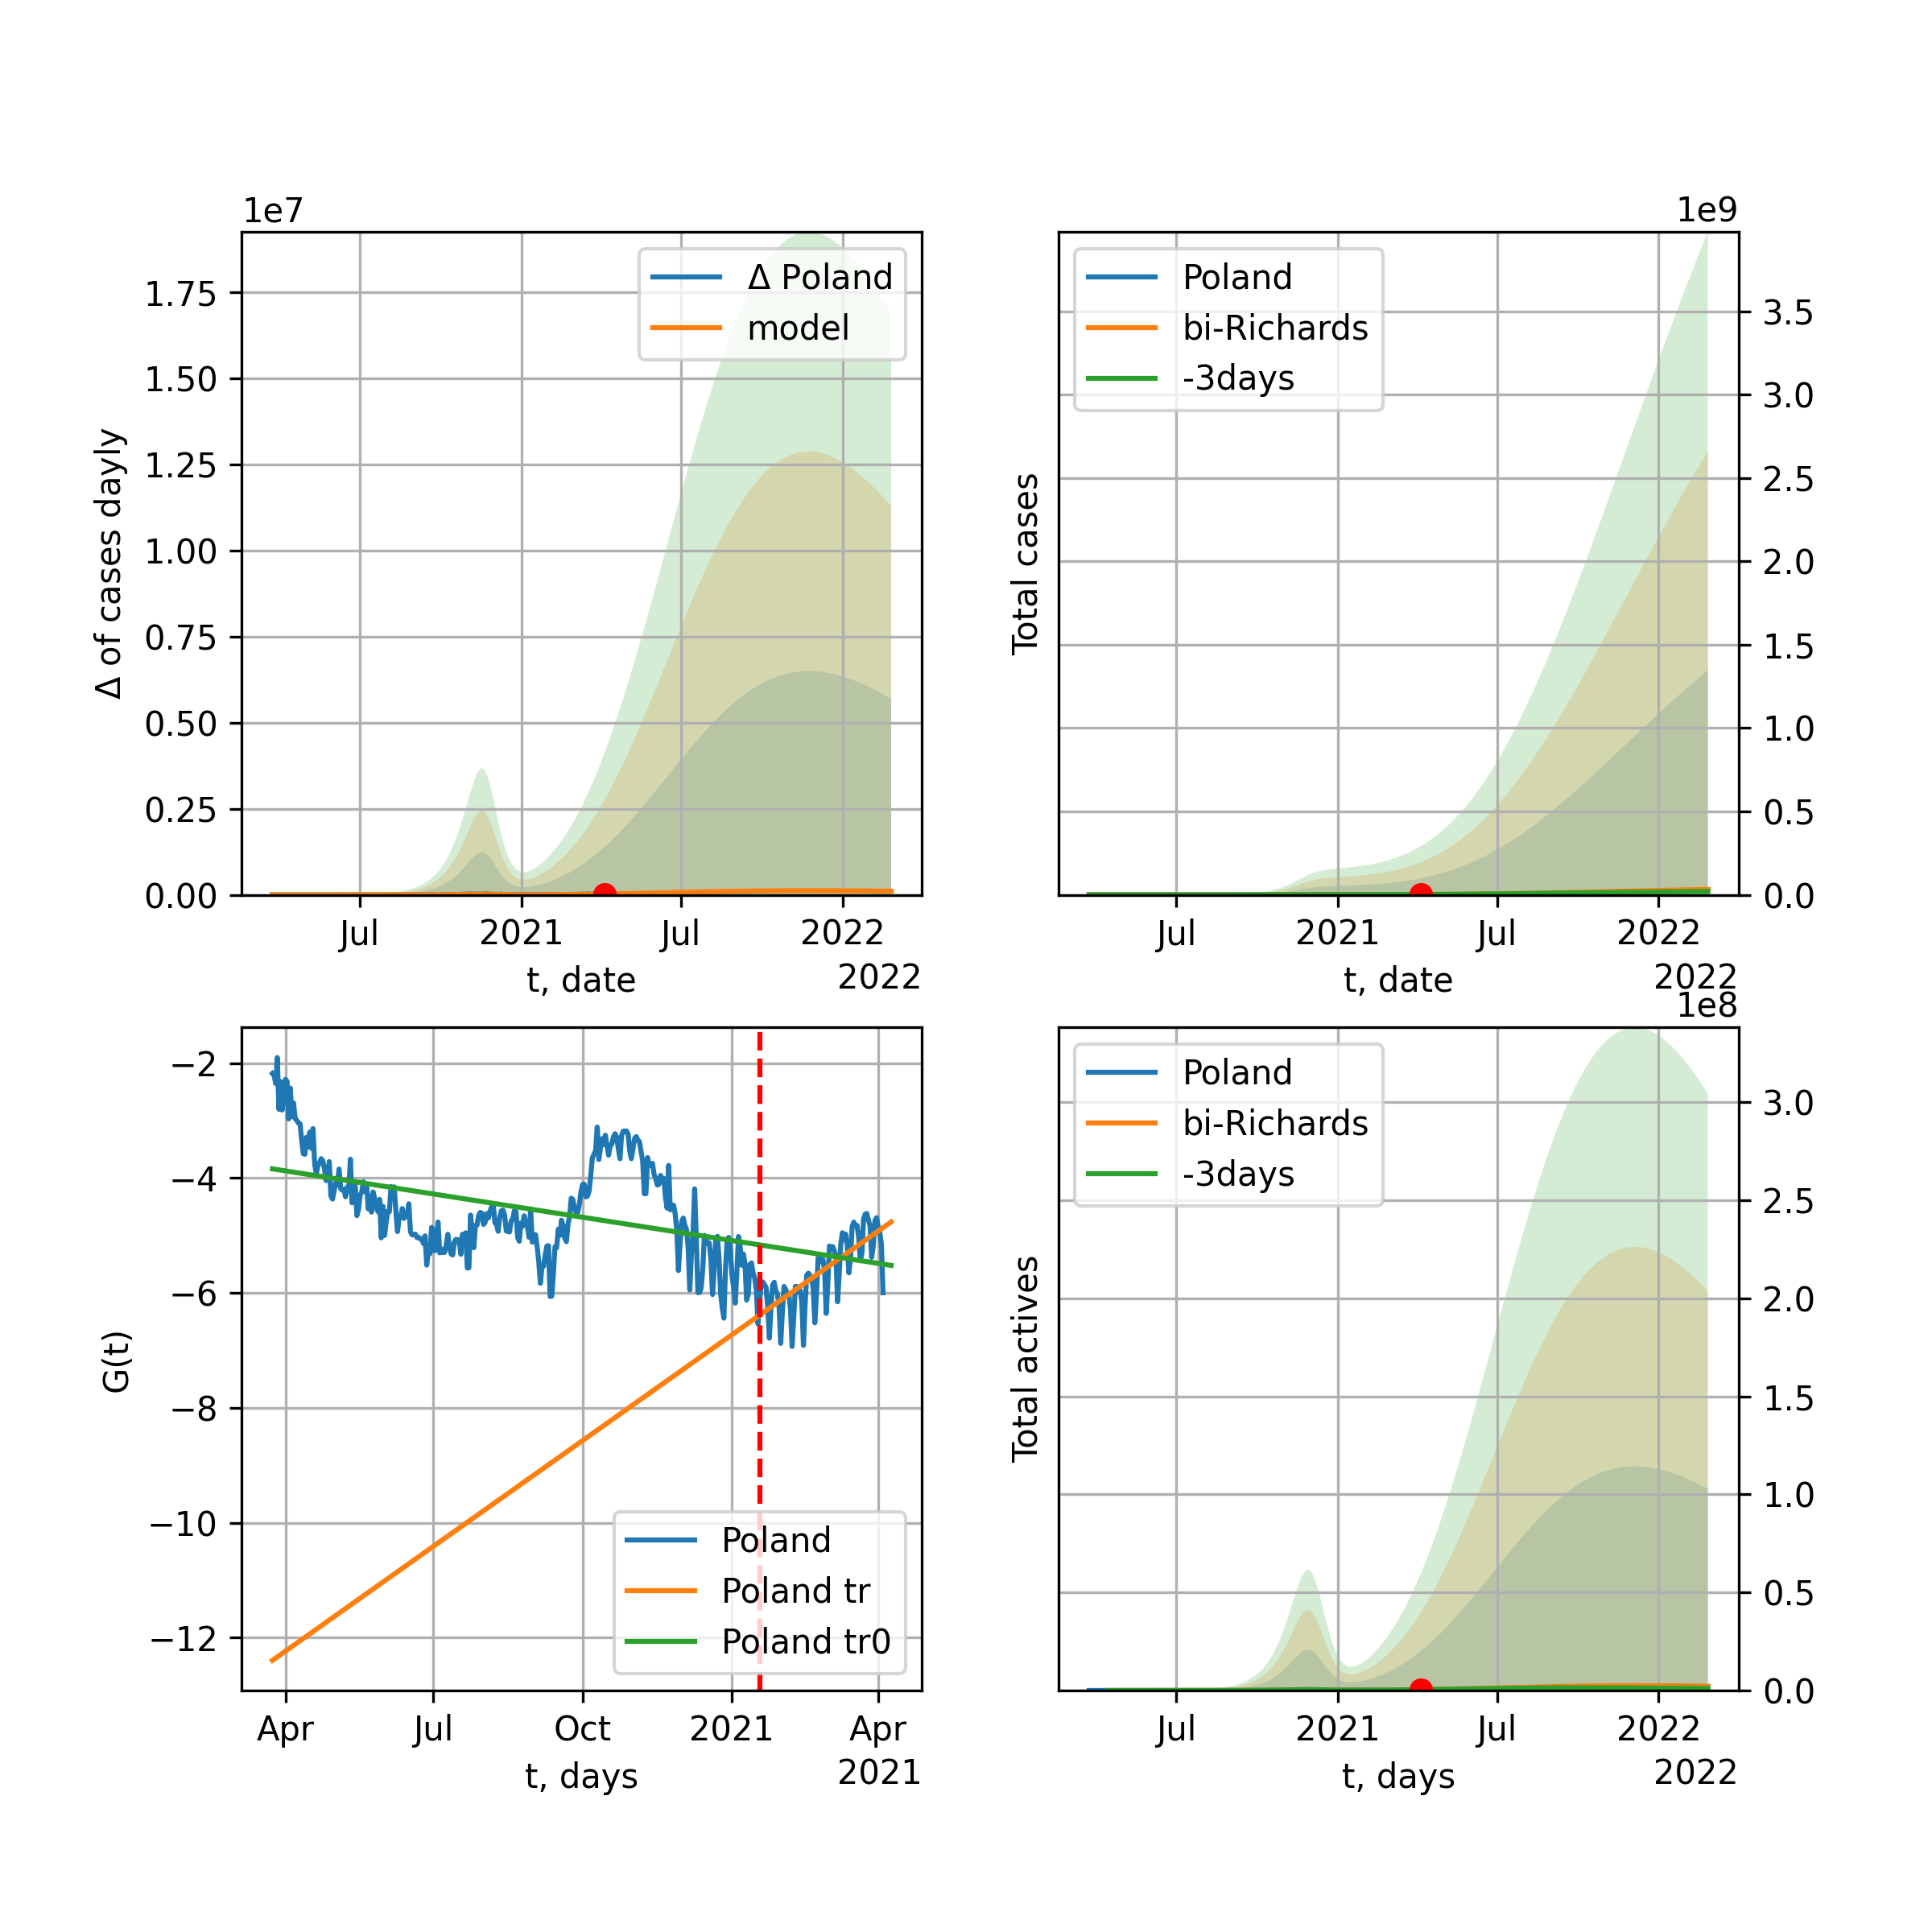 1e7
Δ of cases dayly
1.75
1.50
1.25
1.00
0.75
0.50
0.25
0.00
Δ Poland
model
Jul
2021
Jul
2022
t, date
2022
1e9
Total cases
Poland
bi-Richards
-3days
3.5
3.0
2.5
2.0
1.5
1.0
0.5
0.0
Jul
2021
Jul
2022
t, date
2022
G(t)
−2
−4
−6
−8
−10
−12
Poland
Poland tr
Poland tr0
Apr
Jul
Oct
2021
Apr
t, days
2021
1e8
Total actives
Poland
bi-Richards
-3days
3.0
2.5
2.0
1.5
1.0
0.5
0.0
Jul
2021
Jul
2022
t, days
2022